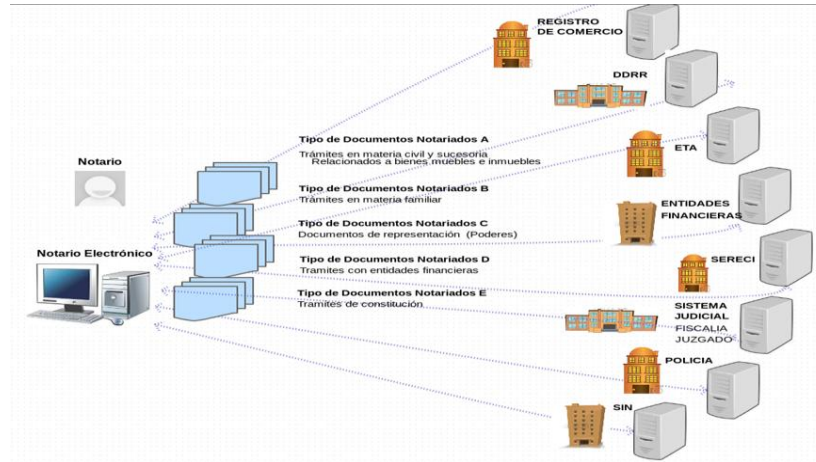 REGISTRO
DE COMERCIO
DDRR
Tipo de Documentos Notariados A
Trámites en materia civil y sucesoria
Relacionados a bienes muebles e inmuebles
ETA
Notario
Tipo de Documentos Notariados B
Trámites en materia familiar
ENTIDADES
FINANCIERAS
Tipo de Documentos Notariados C
Documentos de representación (Poderes)
Notario Electrónico
Tipo de Documentos Notariados D
Tramites con entidades financieras
SERECI
Tipo de Documentos Notariados E
Tramites de constitución
SISTEMA
JUDICIAL
FISCALIA
JUZGADO
POLICIA
SIN